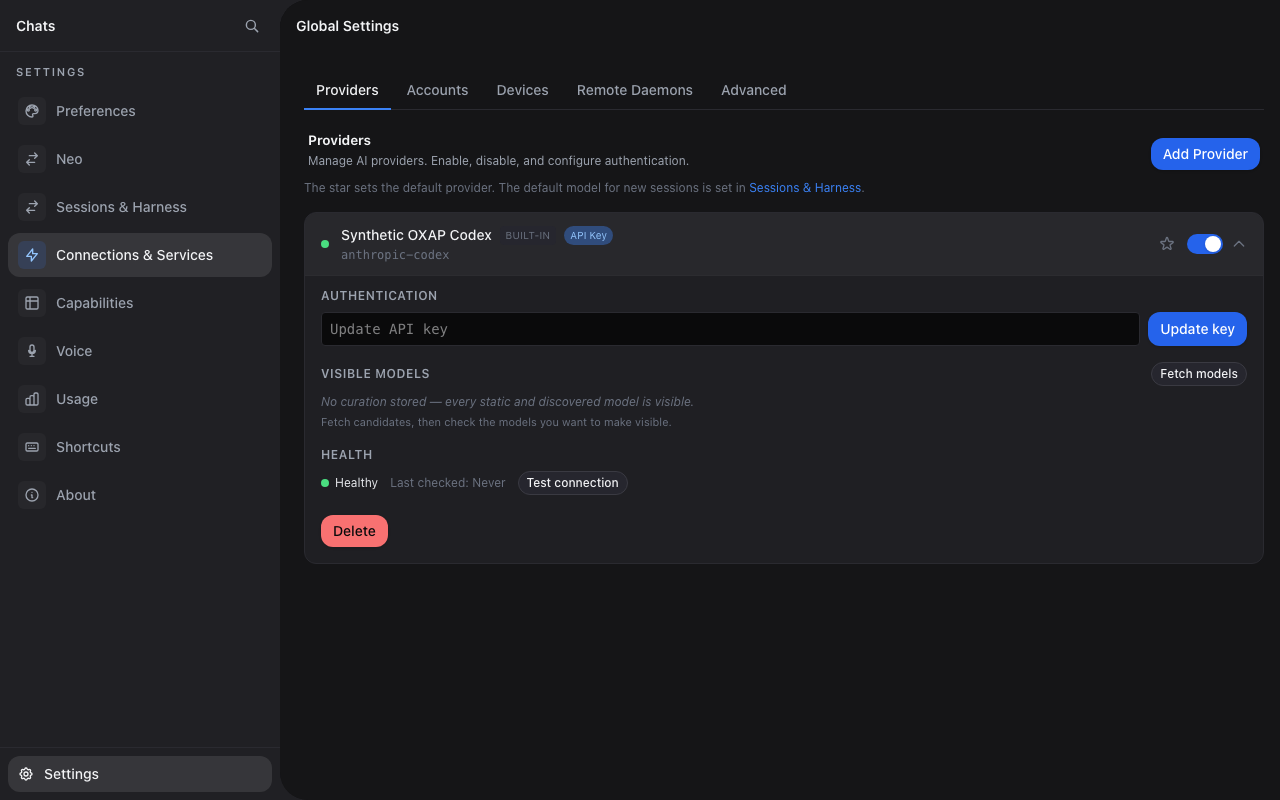 Chats
SETTINGS
Preferences
Neo
Sessions & Harness
Connections & Services
Capabilities
Voice
Usage
Shortcuts
About
Settings
Global Settings
Providers Accounts Devices Remote Daemons Advanced
Providers
Manage AI providers. Enable, disable, and configure authentication.
Add Provider
The star sets the default provider. The default model for new sessions is set in Sessions & Harness.
Synthetic OXAP Codex BUILT-IN API Key
anthropic-codex
AUTHENTICATION
Update API key Update key
VISIBLE MODELS Fetch models
No curation stored — every static and discovered model is visible.
Fetch candidates, then check the models you want to make visible.
HEALTH
Healthy Last checked: Never Test connection
Delete